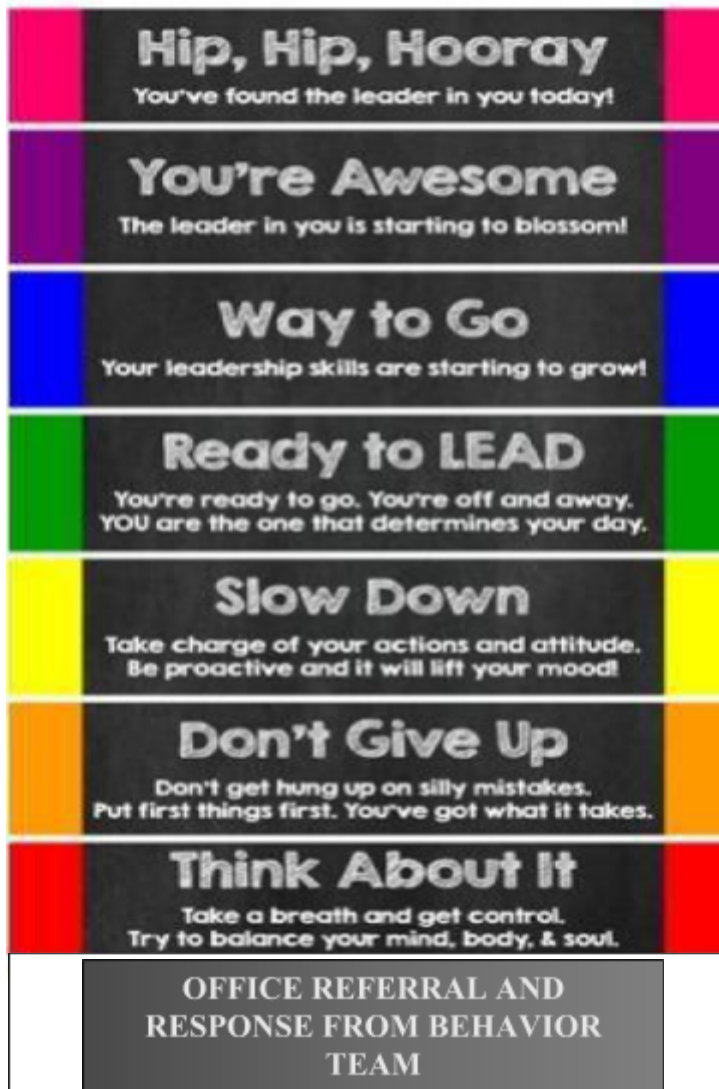 Hip, Hip, Hooray
You've found the leader in you today!
You're Awesome
The leader in you is starting to blossom!
Way to Go
Your leadership skills are starting to grow!
Ready to LEAD
You're ready to go. You're off and away.
YOU are the one that determines your day.
Slow Down
Take charge of your actions and attitude.
Be proactive and it will lift your mood!
Don't Give Up
Don't get hung up on silly mistakes.
Put first things first. You've got what it takes.
Think About It
Take a breath and get control.
Try to balance your mind, body, & soul.
OFFICE REFERRAL AND
RESPONSE FROM BEHAVIOR
TEAM